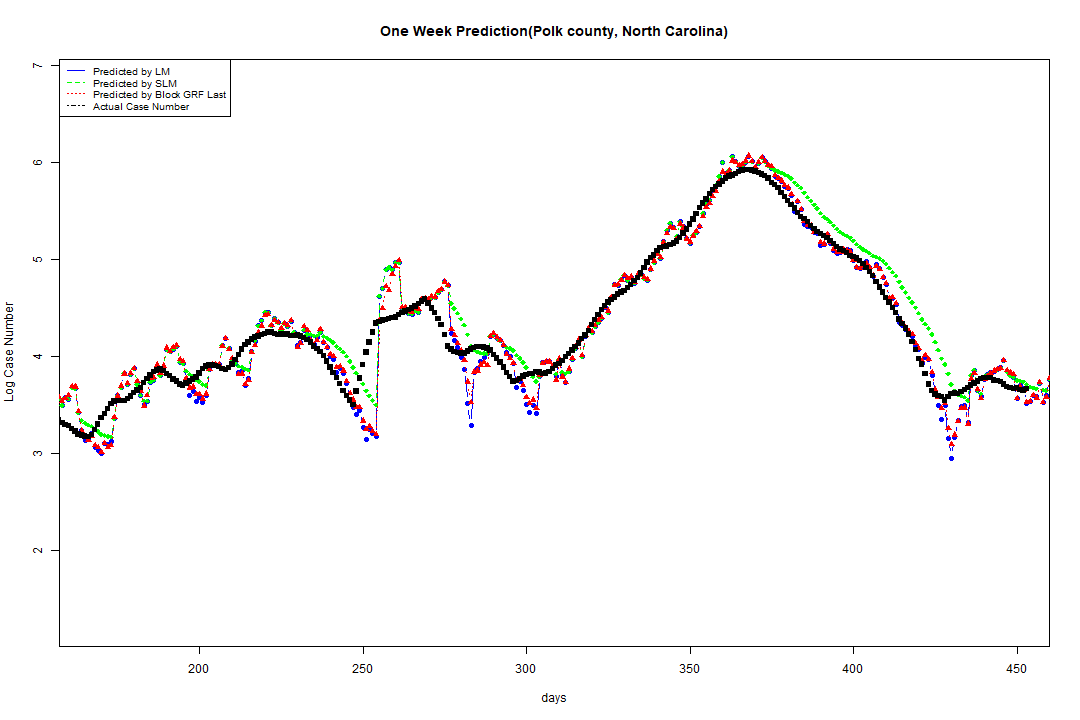 One Week Prediction(Polk county, North Carolina)
Predicted by LM
Predicted by SLM
Predicted by Block GRF Last
Actual Case Number
7
6
5
4
3
2
Log Case Number
200 250 300 350 400 450
days